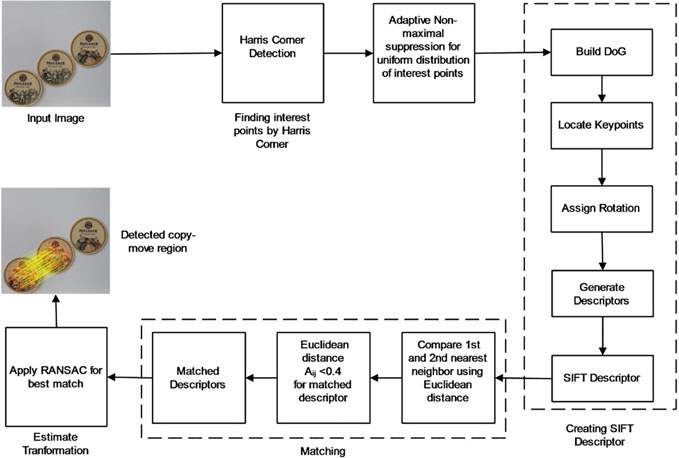 Input Image
Harris Corner
Detection
Finding interest
points by Harris
Corner
Adaptive Non-
maximal
suppression for
uniform distribution
of interest points
Build DoG
Locate Keypoints
Assign Rotation
Generate
Descriptors
SIFT Descriptor
Creating SIFT
Descriptor
Compare 1st
and 2nd nearest
neighbor using
Euclidean
distance
Euclidean
distance
Aij <0.4
for matched
descriptor
Matched
Descriptors
Matching
Apply RANSAC for
best match
Estimate
Tranformation
Detected copy-
move region